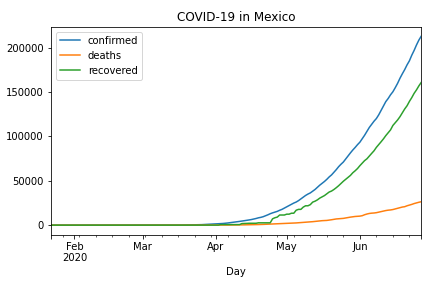 COVID-19 in Mexico
confirmed
deaths
recovered
200000
150000
100000
50000
0
Feb
2020
Mar
Apr
May
Jun
Day